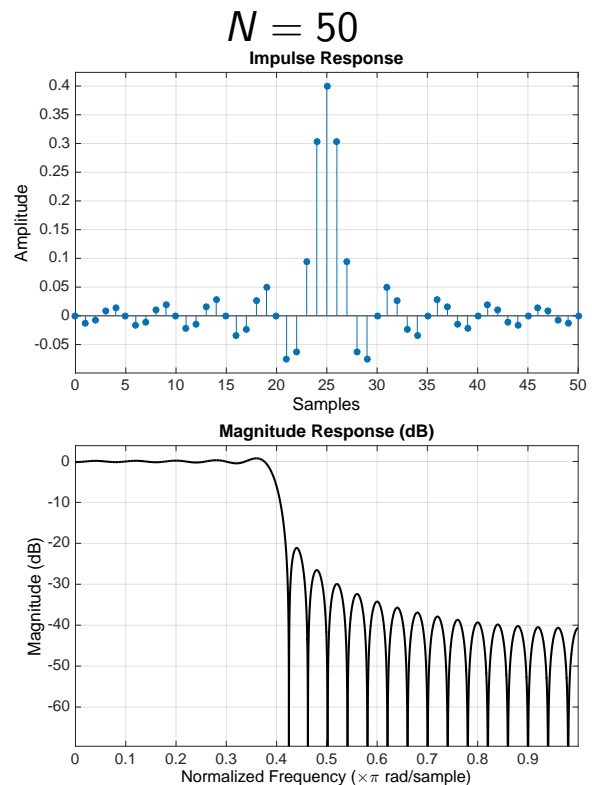 N = 50
Impulse Response
Amplitude
0.4
0.35
0.3
0.25
0.2
0.15
0.1
0.05
0
-0.05
0 5 10 15 20 25 30 35 40 45 50
Samples
Magnitude Response (dB)
Magnitude (dB)
0
-10
-20
-30
-40
-50
-60
0 0.1 0.2 0.3 0.4 0.5 0.6 0.7 0.8 0.9
Normalized Frequency (×π rad/sample)